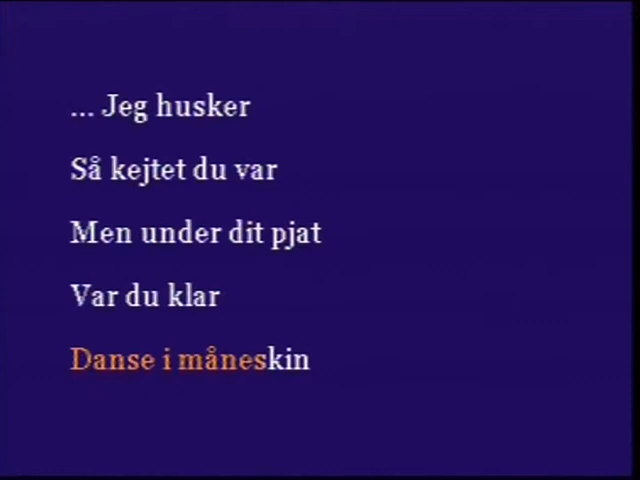 ... Jeg husker
Så kejtet du var
Men under dit pjat
Var du klar
Danse i måneskin